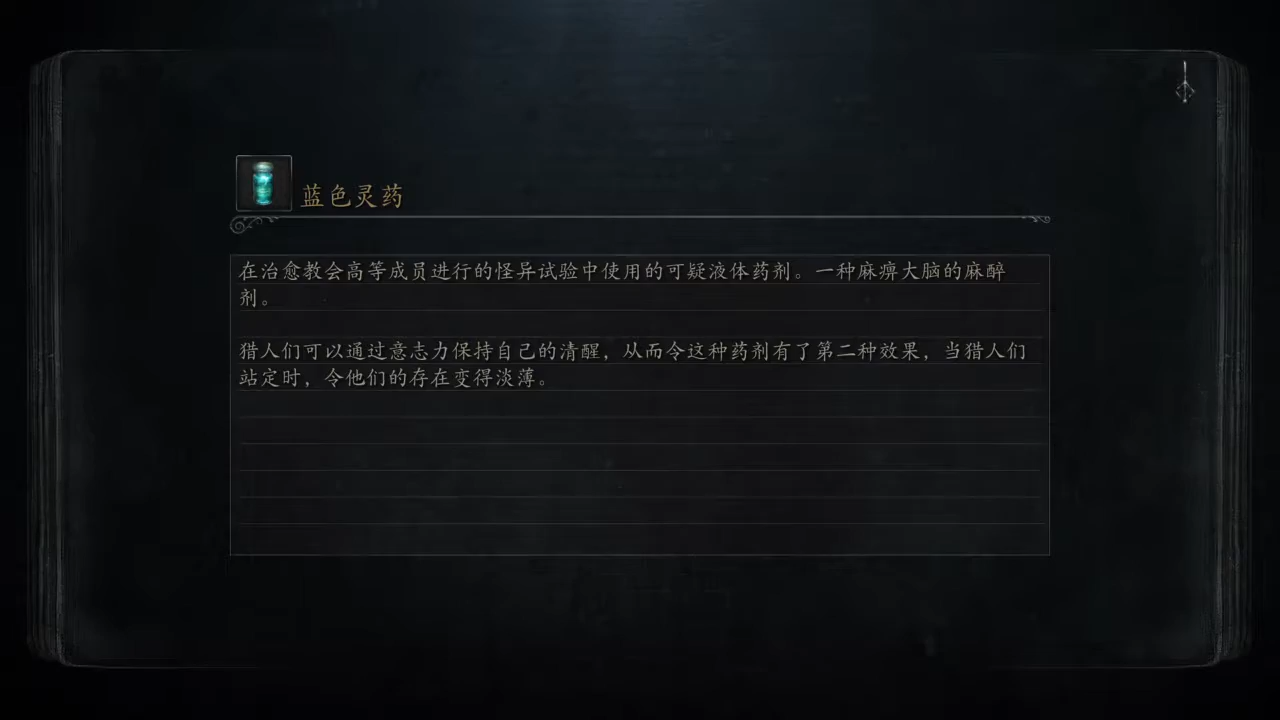 蓝色灵药
在治愈教会高等成员进行的怪异试验中使用的可疑液体药剂。一种麻痹大脑的麻醉
剂。
猎人们可以通过意志力保持自己的清醒，从而令这种药剂有了第二种效果，当猎人们
站定时，令他们的存在变得淡薄。